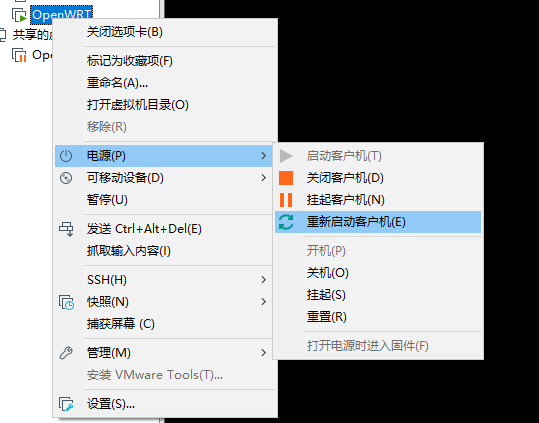 OpenWRT
共享的虚
Ope
关闭选项卡(B)
标记为收藏项(F)
重命名(A)...
打开虚拟机目录(O)
移除(R)
电源(P)
可移动设备(D)
暂停(U)
发送 Ctrl+Alt+Del(E)
抓取输入内容(I)
SSH(H)
快照(N)
捕获屏幕 (C)
管理(M)
安装 VMware Tools(T)...
设置(S)...
启动客户机(T)
关闭客户机(D)
挂起客户机(N)
重新启动客户机(E)
开机(P)
关机(O)
挂起(S)
重置(R)
打开电源时进入固件(F)